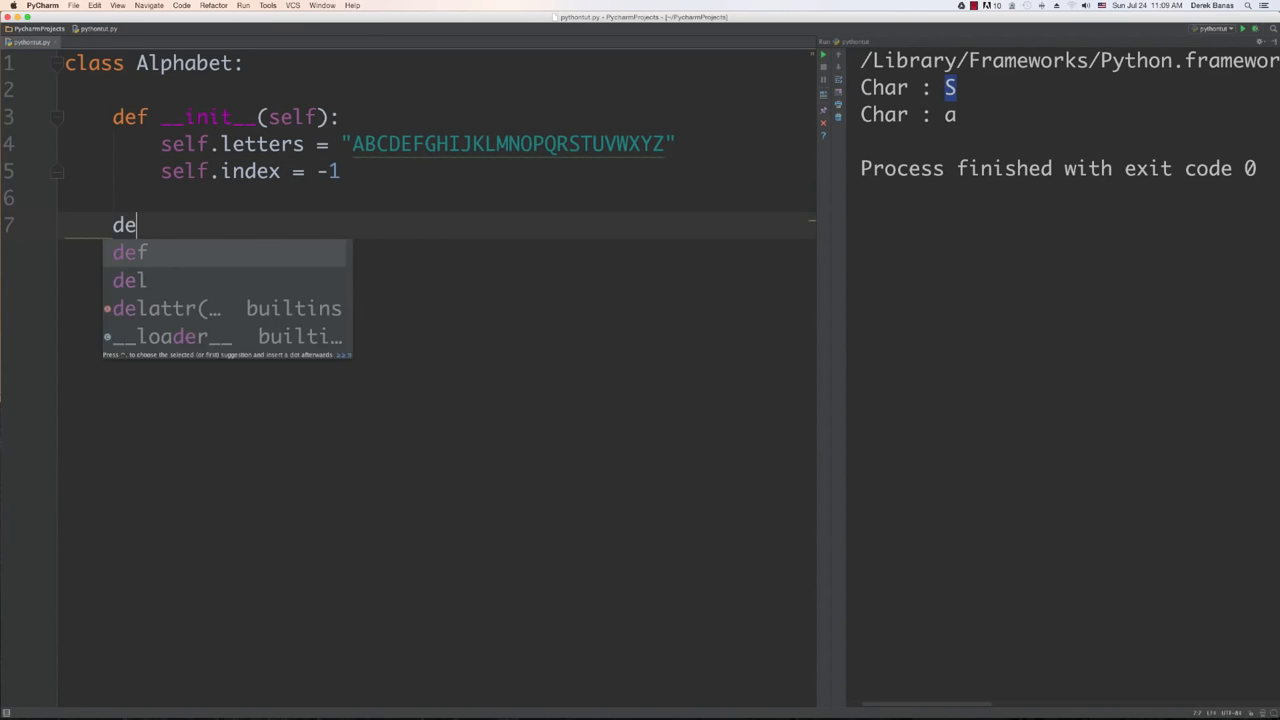 PyCharm File Edit View Navigate Code Refactor Run Tools VCS Window Help 10 Sun Jul 24 11:09 AM Derek Banas
pythontut.py - PycharmProjects - [~/PycharmProjects]
PycharmProjects pythontut.py pythontut
pythontut.py
Run: pythontut
1 class Alphabet:
2
3 def __init__(self):
4 self.letters = "ABCDEFGHIJKLMNOPQRSTUVWXYZ"
5 self.index = -1
6
7 de
def
del
delattr(… builtins
__loader__ builti…
Press ^. to choose the selected (or first) suggestion and insert a dot afterwards >>
/Library/Frameworks/Python.framewor
Char : S
Char : a
Process finished with exit code 0
7:7 LF÷ UTF-8÷